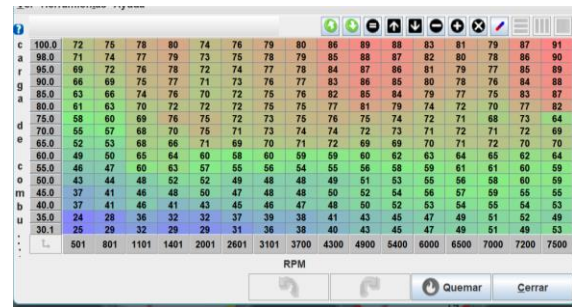 Ver Herramientas Ayuda
c 100.0 72 75 78 80 74 76 79 80 86 89 88 83 81 79 87 91
a 98.0 71 74 77 79 73 75 78 79 85 88 87 82 80 78 86 90
r 95.0 69 72 76 78 72 74 77 78 84 87 86 81 79 77 85 89
g 90.0 66 69 75 77 71 73 76 77 83 86 85 80 78 76 84 88
a 85.0 63 66 74 76 70 72 75 76 82 85 84 79 77 75 83 87
80.0 61 63 70 72 72 72 75 75 77 81 79 74 72 70 77 82
d 75.0 58 60 69 76 75 72 73 75 76 75 74 72 71 68 73 64
e 70.0 55 57 68 70 75 71 73 74 74 72 73 71 72 71 72 69
65.0 52 53 68 66 71 69 70 71 72 69 69 70 71 72 70 70
60.0 49 50 65 64 60 58 60 59 59 60 62 63 64 65 62 64
c 55.0 46 47 60 63 57 55 56 54 55 56 58 59 61 61 59 60
o 50.0 43 44 48 52 52 49 48 48 49 51 53 55 56 58 60 59
m 45.0 37 41 46 48 50 47 48 48 50 52 54 56 57 59 55 55
b 40.0 37 41 46 41 43 45 46 47 48 50 52 53 54 55 54 53
u 35.0 24 28 36 32 32 37 39 38 41 43 45 47 49 51 52 49
. 30.1 25 29 32 29 29 31 36 38 40 43 45 47 49 51 48 47
501 801 1101 1401 2001 2601 3101 3700 4300 4900 5400 6000 6500 7000 7200 7500
RPM
Quemar Cerrar